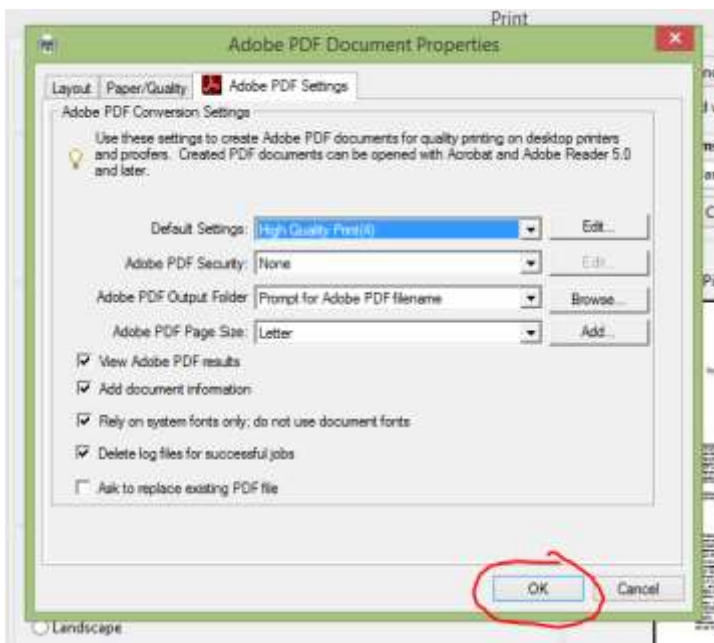 Print
Adobe PDF Document Properties
Layout Paper/Quality Adobe PDF Settings
Adobe PDF Conversion Settings
Use these settings to create Adobe PDF documents for quality printing on desktop printers
and proofers. Created PDF documents can be opened with Acrobat and Adobe Reader 5.0
and later.
Default Settings: High Quality Print(4) Edit...
Adobe PDF Security: None Edit...
Adobe PDF Output Folder Prompt for Adobe PDF filename Browse...
Adobe PDF Page Size: Letter Add...
View Adobe PDF results
Add document information
Rely on system fonts only; do not use document fonts
Delete log files for successful jobs
Ask to replace existing PDF file
OK Cancel
Landscape